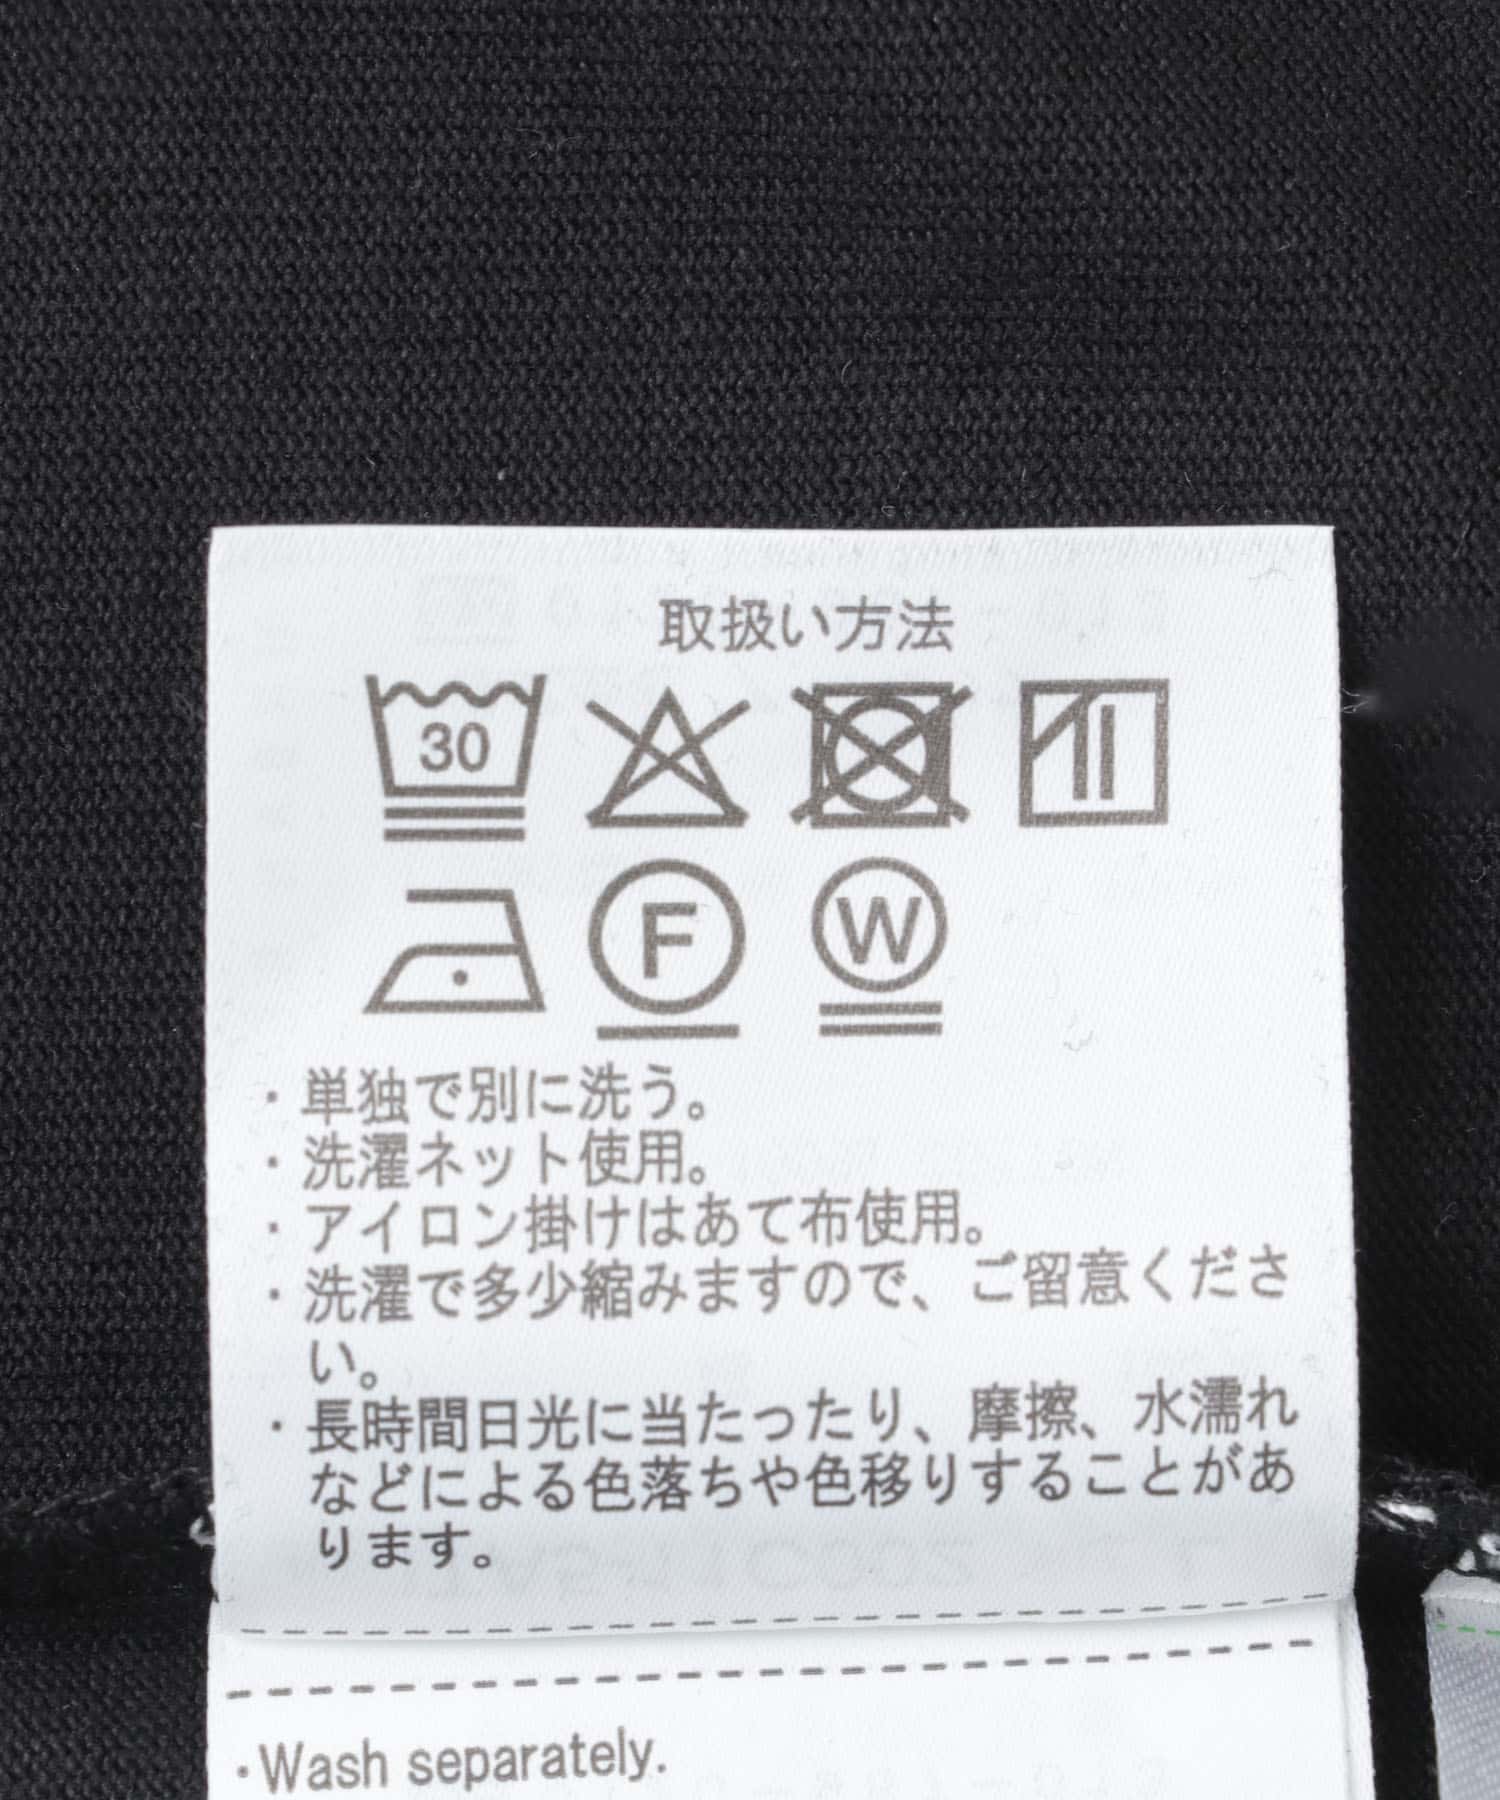 取扱い方法
30
F
W
・単独で別に洗う。
・洗濯ネット使用。
・アイロン掛けはあて布使用。
・洗濯で多少縮みますので、ご留意くださ
い。
・長時間日光に当たったり、摩擦、水濡れ
などによる色落ちや色移りすることがあ
ります。
・Wash separately.